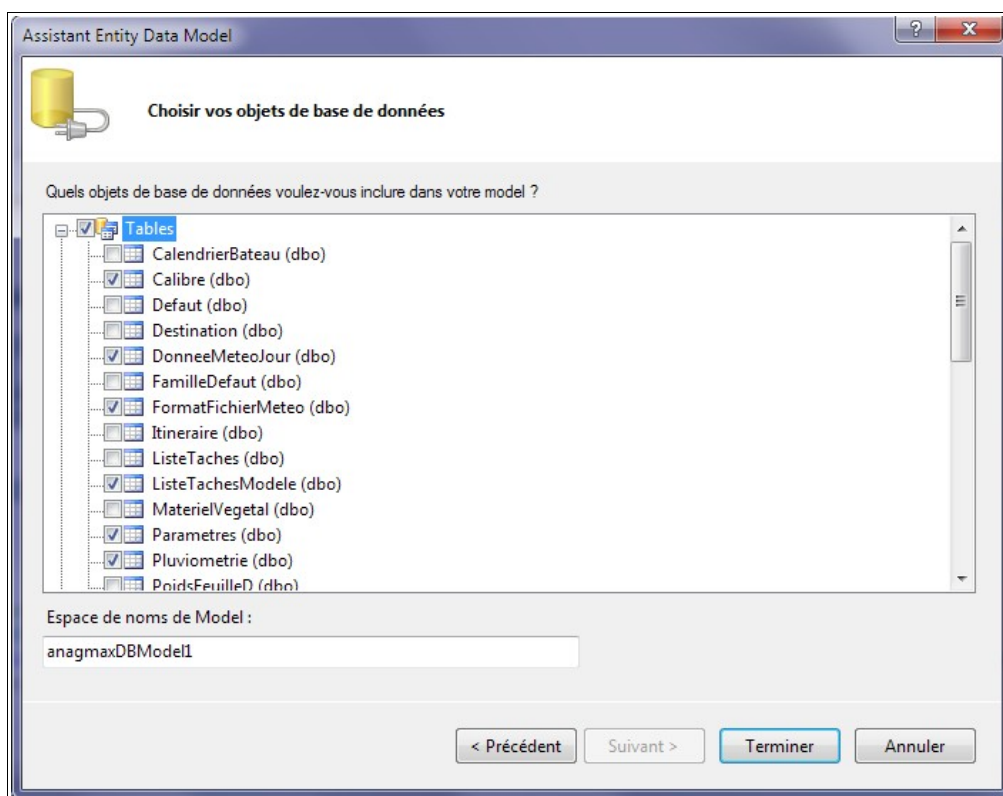 Assistant Entity Data Model
Choisir vos objets de base de données
Quels objets de base de données voulez-vous inclure dans votre model ?
Tables
CalendrierBateau (dbo)
Calibre (dbo)
Defaut (dbo)
Destination (dbo)
DonneeMeteoJour (dbo)
FamilleDefaut (dbo)
FormatFichierMeteo (dbo)
Itineraire (dbo)
ListeTaches (dbo)
ListeTachesModele (dbo)
MaterielVegetal (dbo)
Parametres (dbo)
Pluviometrie (dbo)
PoidsFeuilleD (dbo)
Espace de noms de Model :
anagmaxDBModel1
< Précédent Suivant > Terminer Annuler